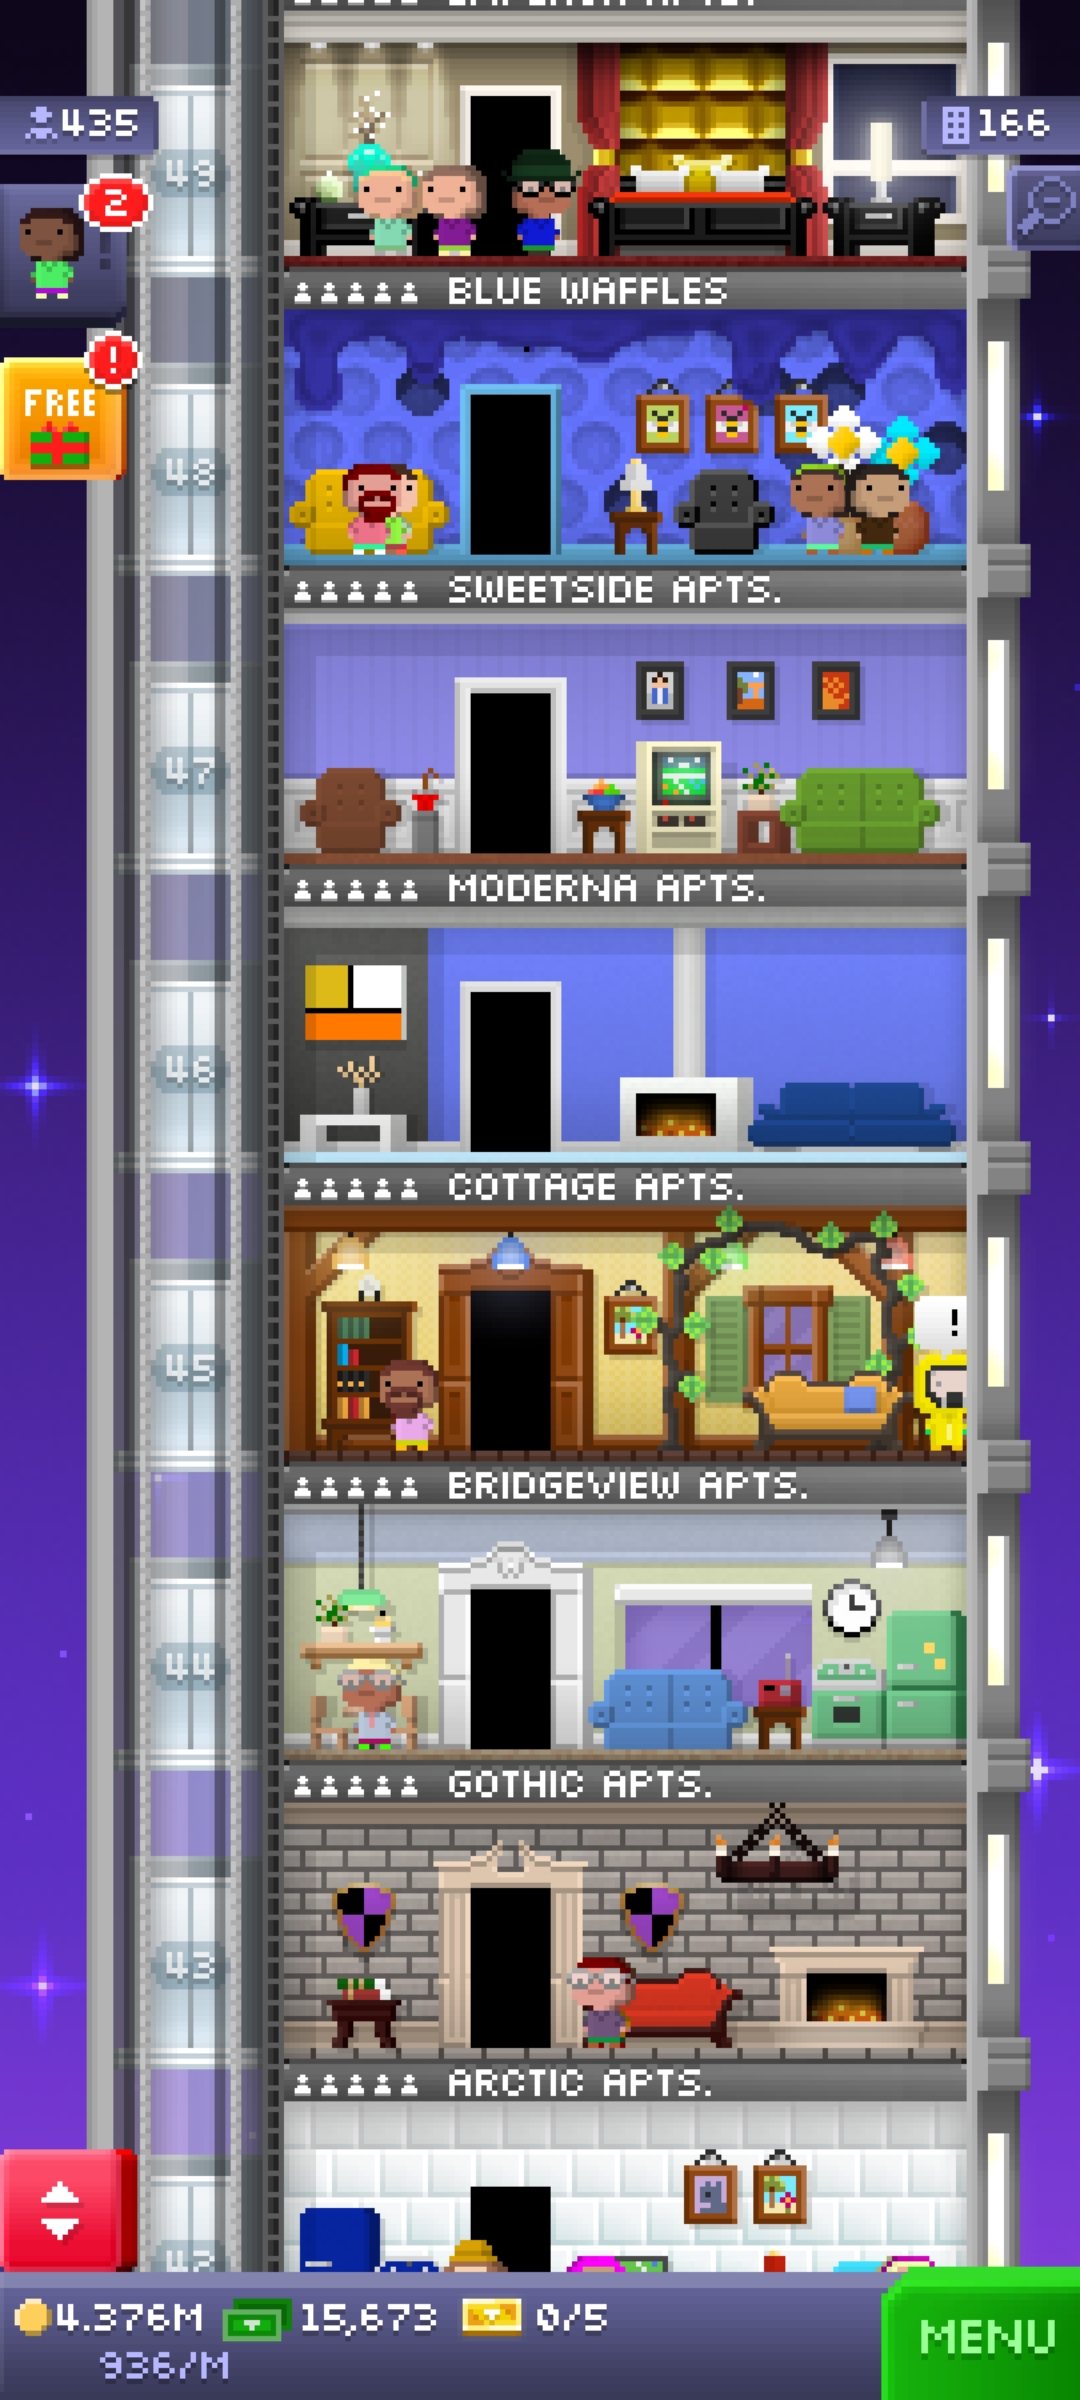 435
166
49
2
BLUE WAFFLES
!
FREE
48
SWEETSIDE APTS.
47
MODERNA APTS.
46
COTTAGE APTS.
!
45
BRIDGEVIEW APTS.
44
GOTHIC APTS.
43
ARCTIC APTS.
42
4.376M 15,673 0/5
936/M
MENU